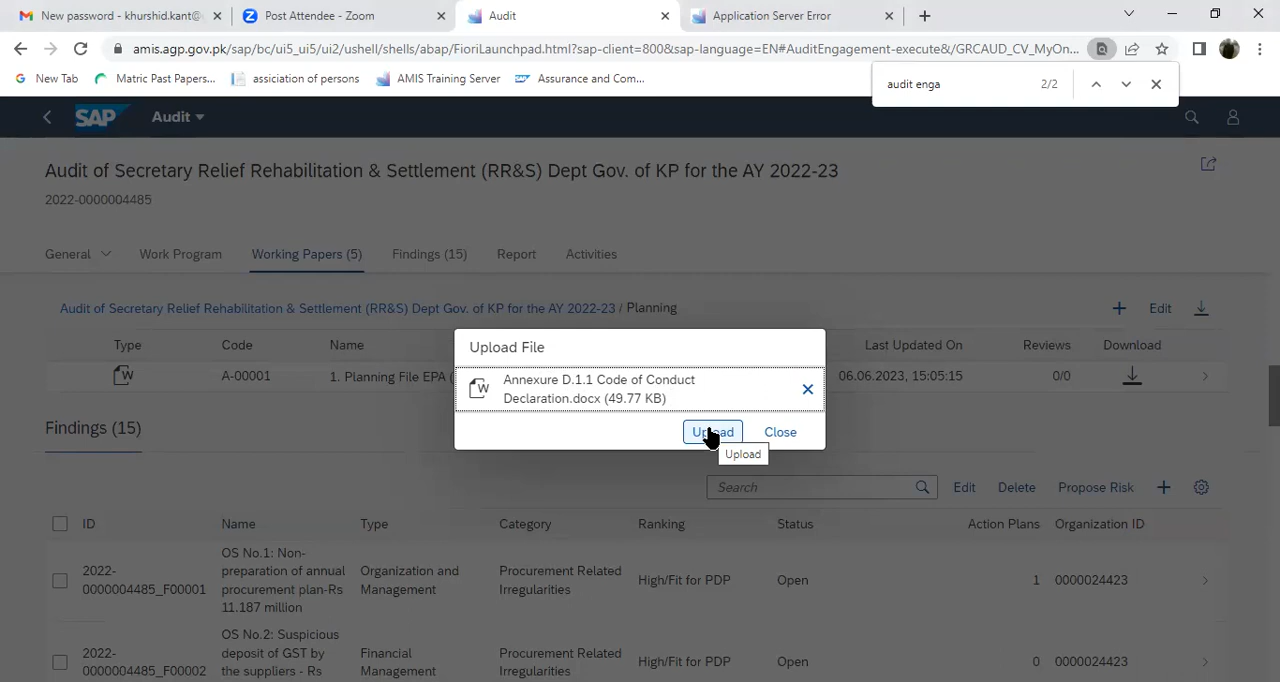 New password - khurshid.kant@
Post Attendee - Zoom
Audit
Application Server Error
amis.agp.gov.pk/sap/bc/ui5_ui5/ui2/ushell/shells/abap/FioriLaunchpad.html?sap-client=800&sap-language=EN#AuditEngagement-execute&/GRCAUD_CV_MyOn...
New Tab
Matric Past Papers...
assiciation of persons
AMIS Training Server
Assurance and Com...
audit enga
2/2
SAP
Audit
Audit of Secretary Relief Rehabilitation & Settlement (RR&S) Dept Gov. of KP for the AY 2022-23
2022-0000004485
General
Work Program
Working Papers (5)
Findings (15)
Report
Activities
Audit of Secretary Relief Rehabilitation & Settlement (RR&S) Dept Gov. of KP for the AY 2022-23 / Planning
Edit
Type
Code
Name
Last Updated On
Reviews
Download
W
A-00001
1. Planning File EPA (
06.06.2023, 15:05:15
0/0
Upload File
W
Annexure D.1.1 Code of Conduct
Declaration.docx (49.77 KB)
Upload
Close
Upload
Findings (15)
Search
Edit
Delete
Propose Risk
ID
Name
Type
Category
Ranking
Status
Action Plans
Organization ID
2022-
0000004485_F00001
OS No.1: Non-
preparation of annual
procurement plan-Rs
11.187 million
Organization and
Management
Procurement Related
Irregularities
High/Fit for PDP
Open
1
0000024423
2022-
0000004485_F00002
OS No.2: Suspicious
deposit of GST by
the suppliers - Rs
Financial
Management
Procurement Related
Irregularities
High/Fit for PDP
Open
0
0000024423